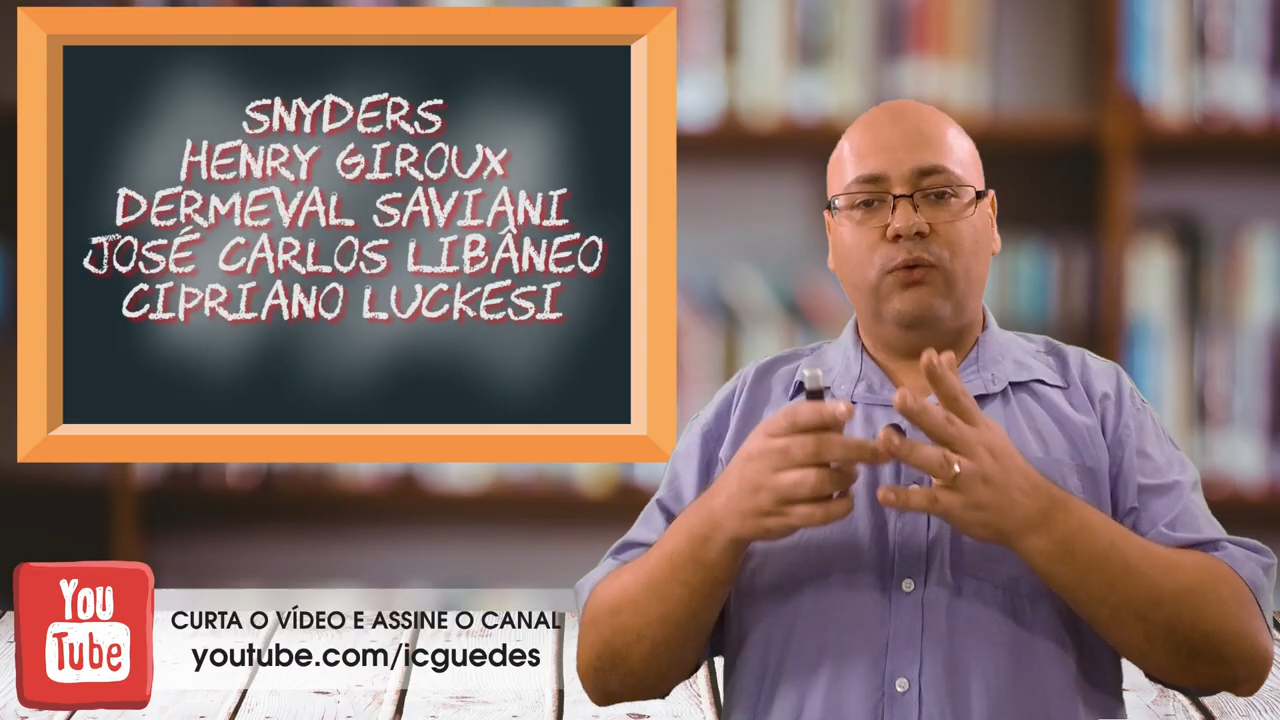 SNYDERS
HENRY GIROUX
DERMEVAL SAVIANI
JOSÉ CARLOS LIBÂNEO
CIPRIANO LUCKESI
You
Tube
CURTA O VÍDEO E ASSINE O CANAL
youtube.com/icguedes